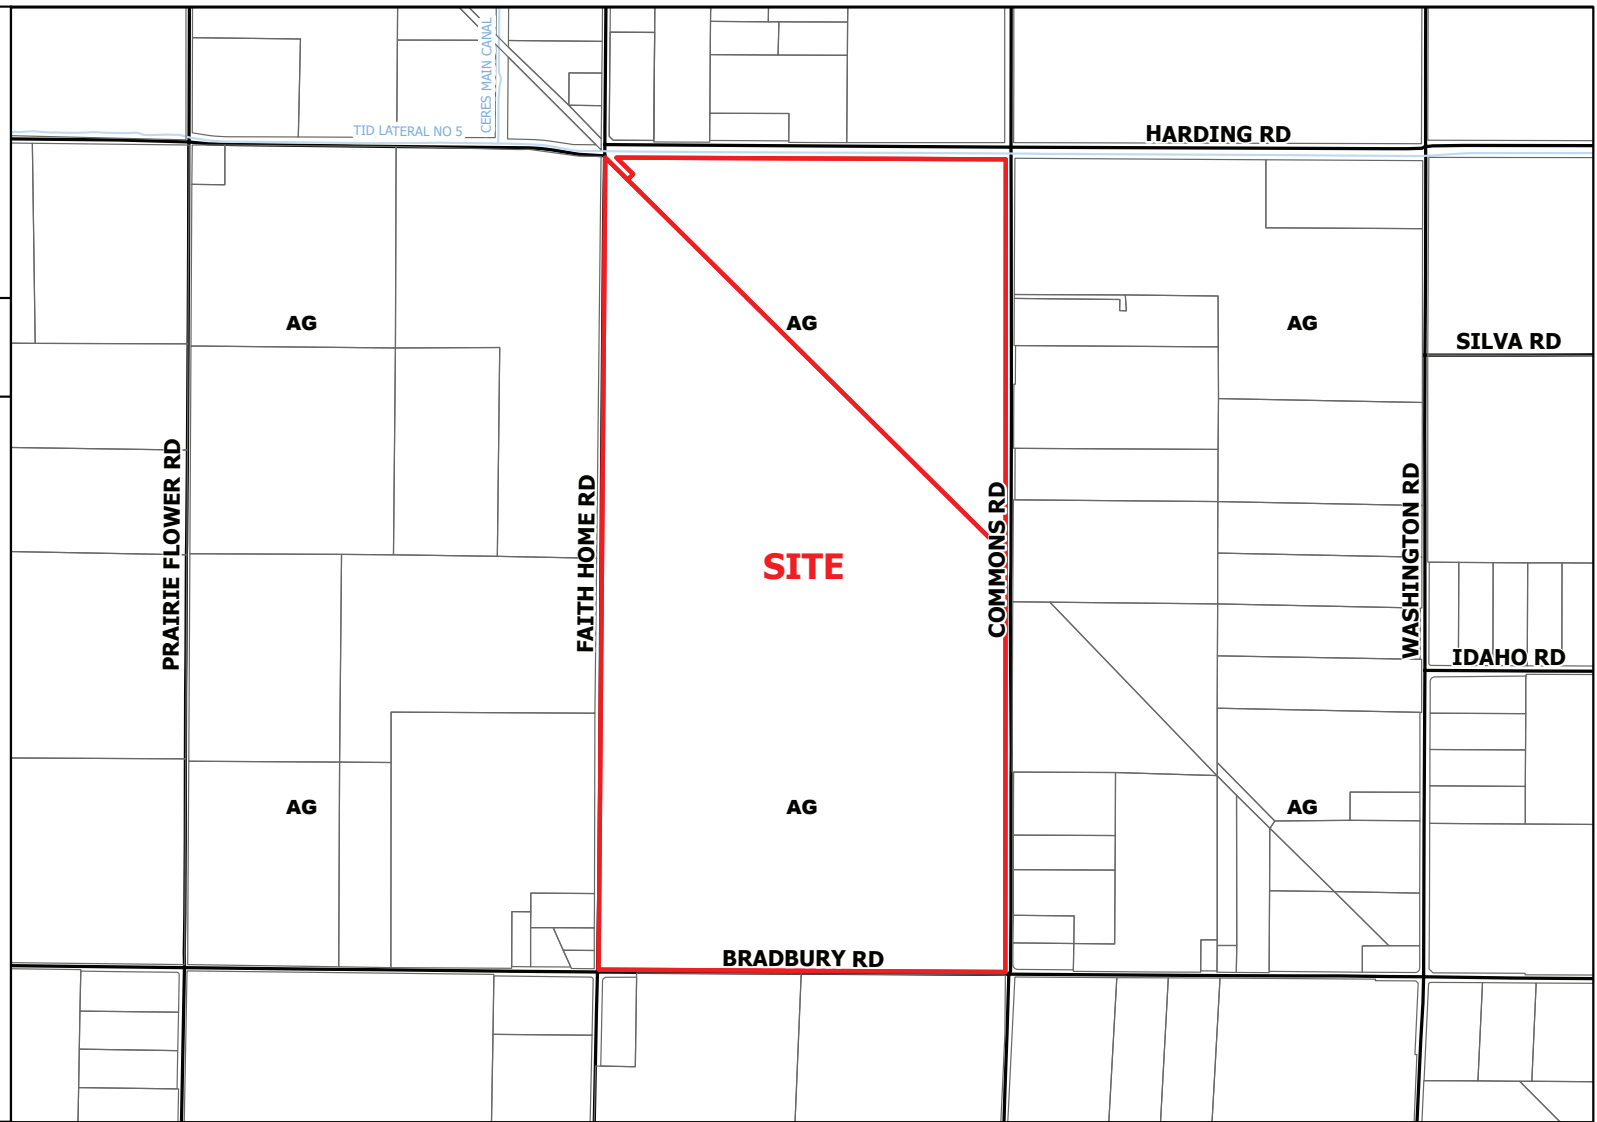 CERES MAIN CANAL
TID LATERAL NO 5
HARDING RD
AG
AG
AG
SILVA RD
PRAIRIE FLOWER RD
FAITH HOME RD
COMMONS RD
WASHINGTON RD
SITE
IDAHO RD
AG
AG
AG
BRADBURY RD